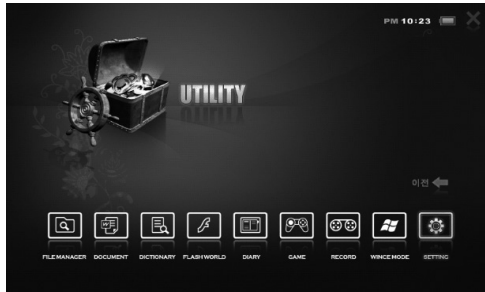 PM 10:23
UTILITY
이전
FILE MANAGER DOCUMENT DICTIONARY FLASH WORLD DIARY GAME RECORD WINCE MODE SETTING